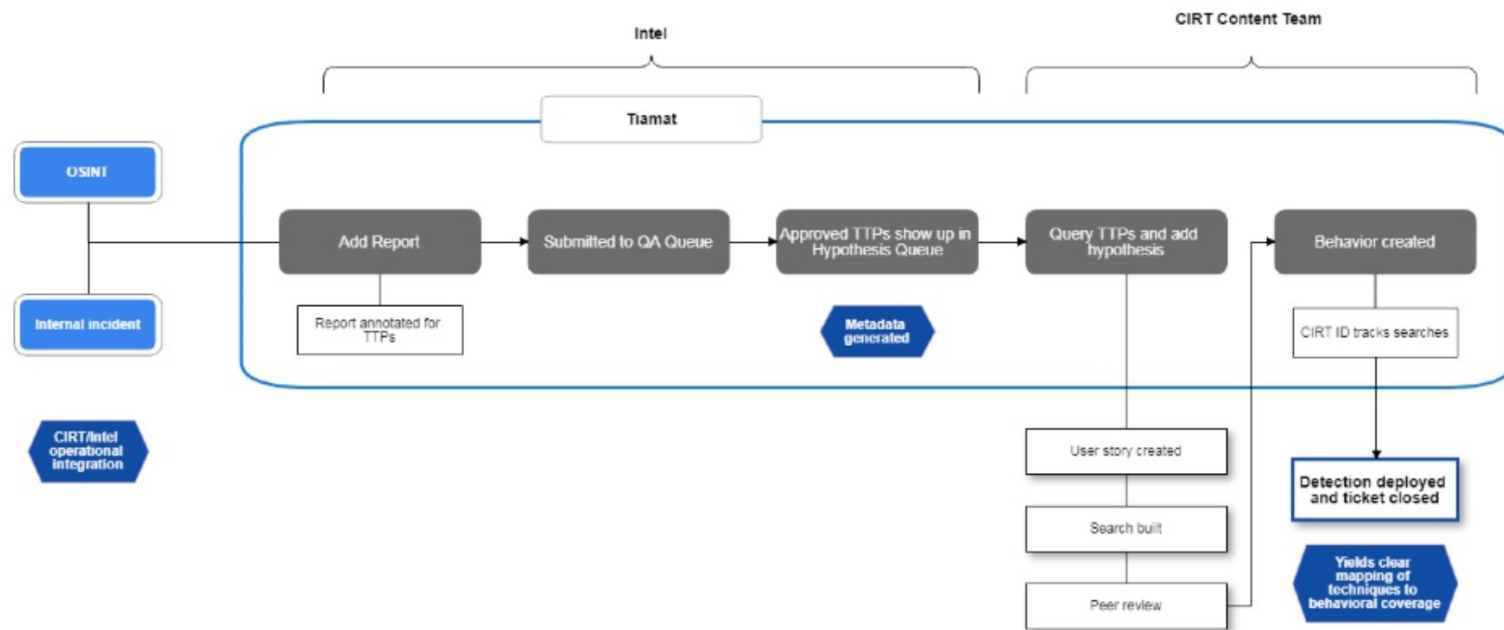 Intel
CIRT Content Team
Tiamat
OSINT
Internal incident
CIRT/Intel
operational
integration
Add Report
Report annotated for
TTPs
Submitted to QA Queue
Approved TTPs show up in
Hypothesis Queue
Metadata
generated
Query TTPs and add
hypothesis
User story created
Search built
Peer review
Behavior created
CIRT ID tracks searches
Detection deployed
and ticket closed
Yields clear
mapping of
techniques to
behavioral coverage